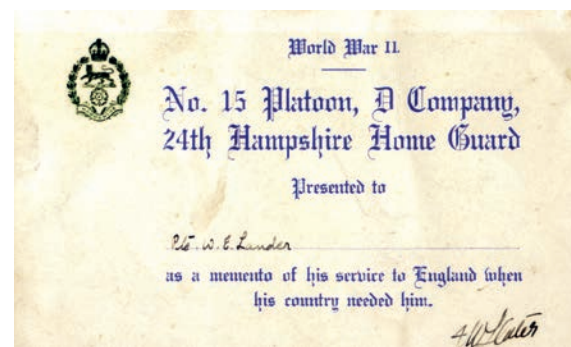 World War II.
No. 15 Platoon, D Company,
24th Hampshire Home Guard
Presented to
Pte. W. E. Lander
as a memento of his service to England when
his country needed him.